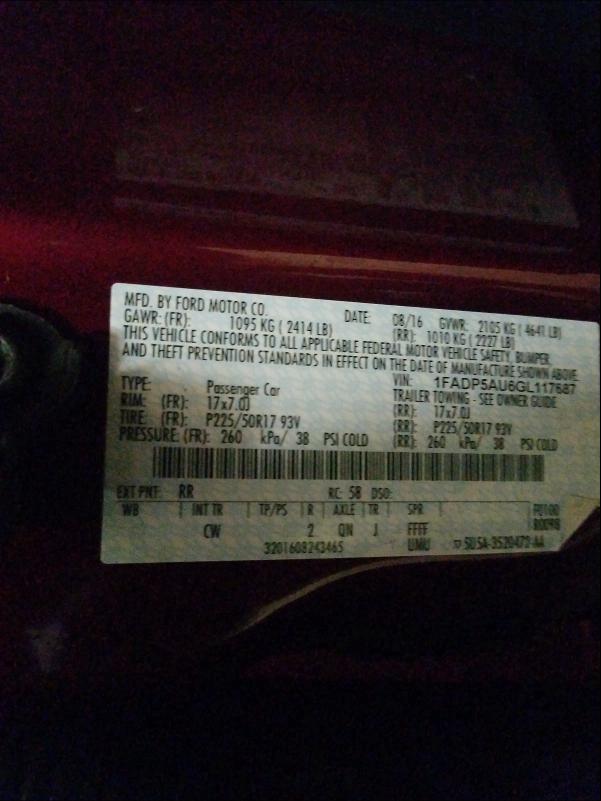 MFD. BY FORD MOTOR CO. DATE: 08/16 GVWR: 2105 KG ( 4641 LB)
GAWR: (FR): 1095 KG ( 2414 LB) (RR): 1010 KG ( 2227 LB)
THIS VEHICLE CONFORMS TO ALL APPLICABLE FEDERAL MOTOR VEHICLE SAFETY, BUMPER,
AND THEFT PREVENTION STANDARDS IN EFFECT ON THE DATE OF MANUFACTURE SHOWN ABOVE
VIN: 1FADP5AU6GL117687
TYPE: Passenger Car TRAILER TOWING - SEE OWNER GUIDE
RIM: (FR): 17x7.0J (RR): 17x7.0J
TIRE: (FR): P225/50R17 93V (RR): P225/50R17 93V
PRESSURE: (FR): 260 kPa/ 38 PSI COLD (RR): 260 kPa/ 38 PSI COLD
EXT PNT: RR RC: 58 DSO:
WB INT TR TP/PS R AXLE TR SPR
CW 2 QN J FFFF
3201608243465 UMU